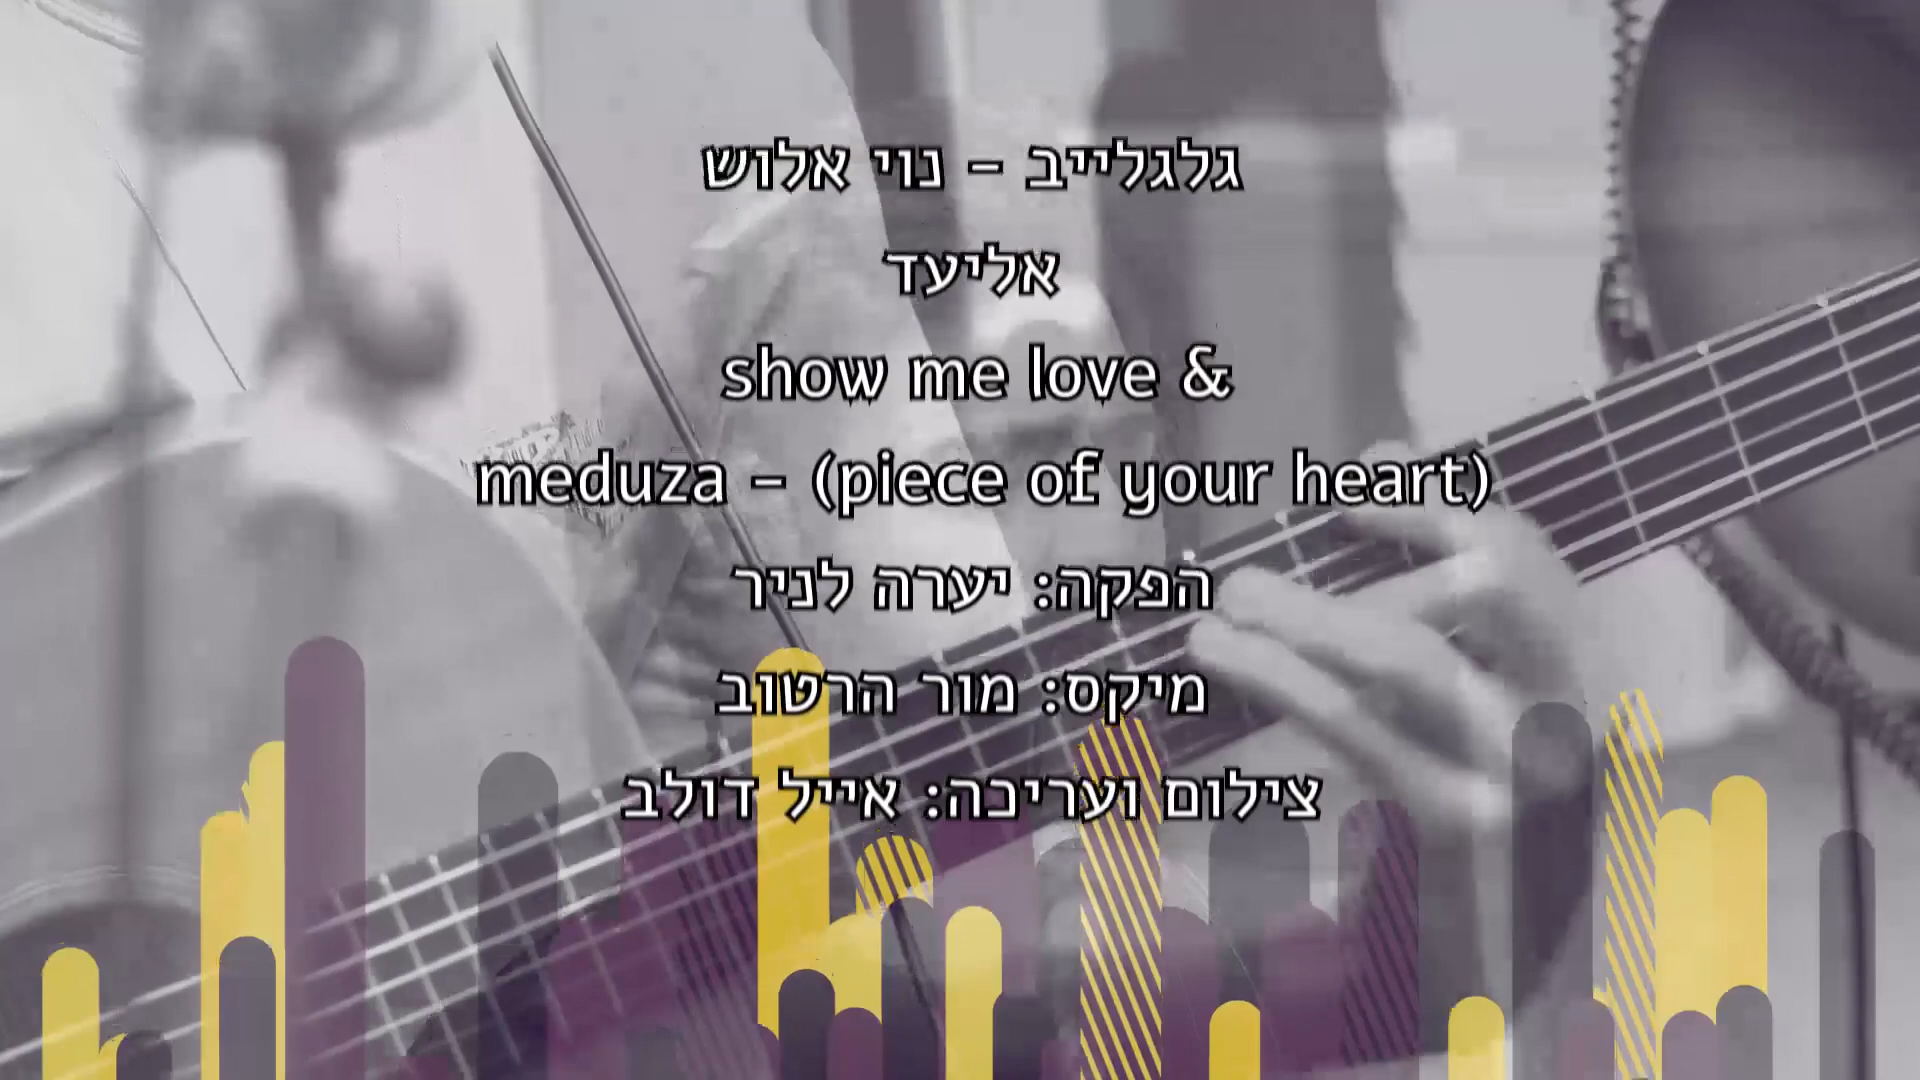 גלגלייב - נוי אלוש
אליעד
show me love &
meduza - (piece of your heart)
הפקה: יערה לניר
מיקס: מור הרטוב
צילום ועריכה: אייל דולב